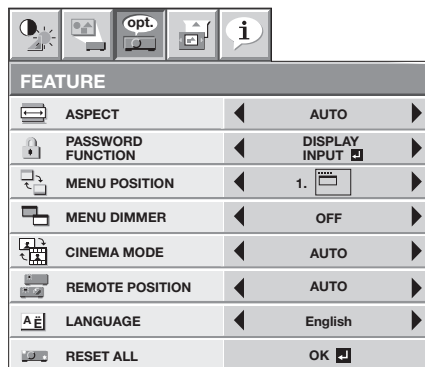 opt.
i
FEATURE
ASPECT AUTO
PASSWORD DISPLAY
FUNCTION INPUT
MENU POSITION 1.
MENU DIMMER OFF
CINEMA MODE AUTO
REMOTE POSITION AUTO
AË LANGUAGE English
RESET ALL OK